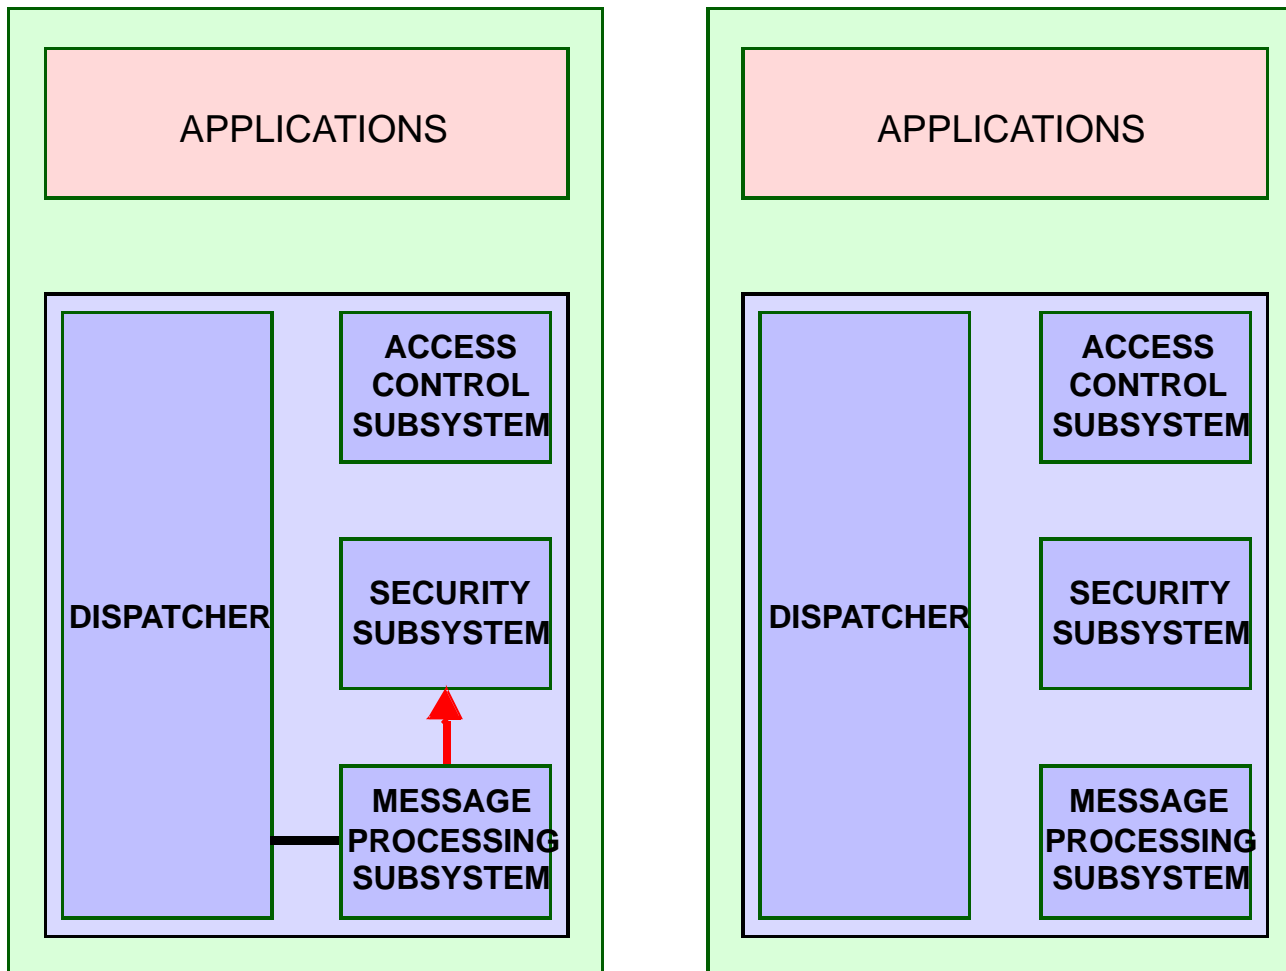 APPLICATIONS
ACCESS
CONTROL
SUBSYSTEM
DISPATCHER
SECURITY
SUBSYSTEM
MESSAGE
PROCESSING
SUBSYSTEM
APPLICATIONS
ACCESS
CONTROL
SUBSYSTEM
DISPATCHER
SECURITY
SUBSYSTEM
MESSAGE
PROCESSING
SUBSYSTEM